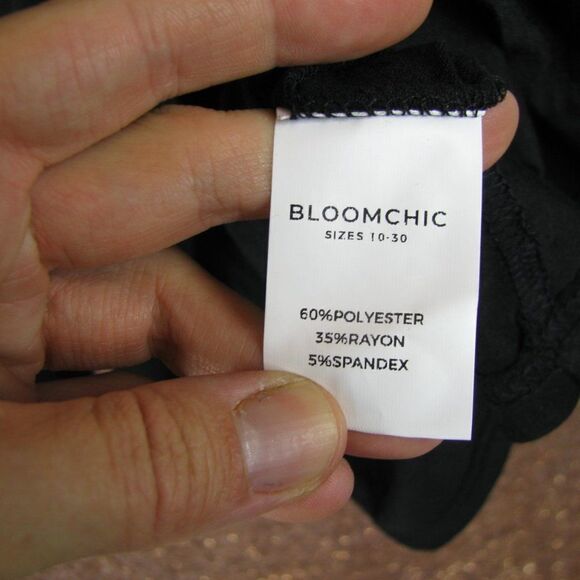 BLOOMCHIC
SIZES 10-30
60%POLYESTER
35%RAYON
5%SPANDEX